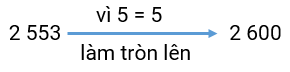 vì 5 = 5
2 553 2 600
làm tròn lên